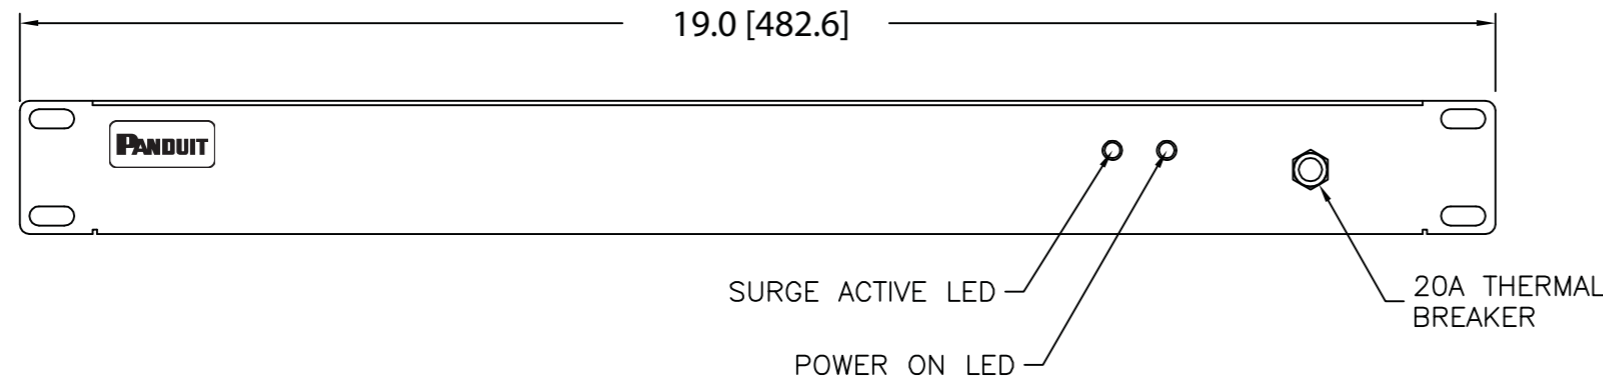 19.0 [482.6]
PANDUIT
SURGE ACTIVE LED
POWER ON LED
20A THERMAL
BREAKER